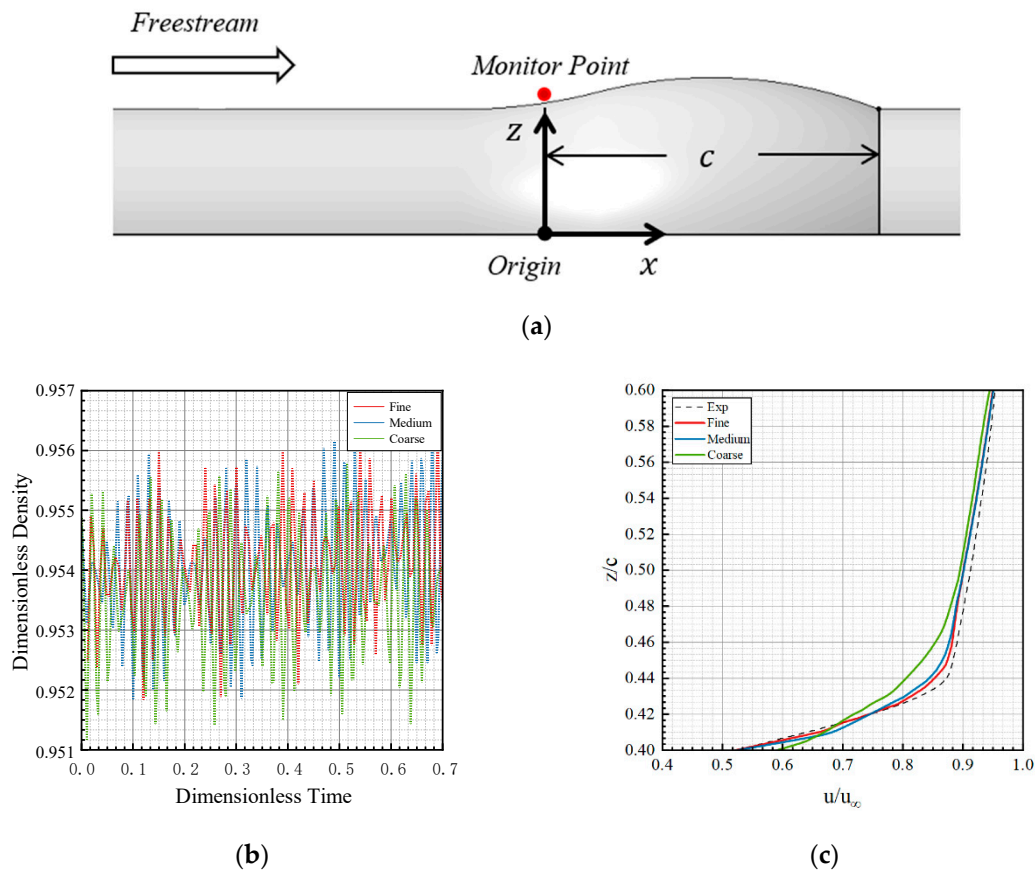 Freestream
Monitor Point
z
c
Origin
x
(a)
0.957
0.956
0.955
0.954
0.953
0.952
0.951
Dimensionless Density
Fine
Medium
Coarse
0.0 0.1 0.2 0.3 0.4 0.5 0.6 0.7
Dimensionless Time
(b)
0.60
0.58
0.56
0.54
0.52
0.50
0.48
0.46
0.44
0.42
0.40
z/c
Exp
Fine
Medium
Coarse
0.4 0.5 0.6 0.7 0.8 0.9 1.0
u/u∞
(c)